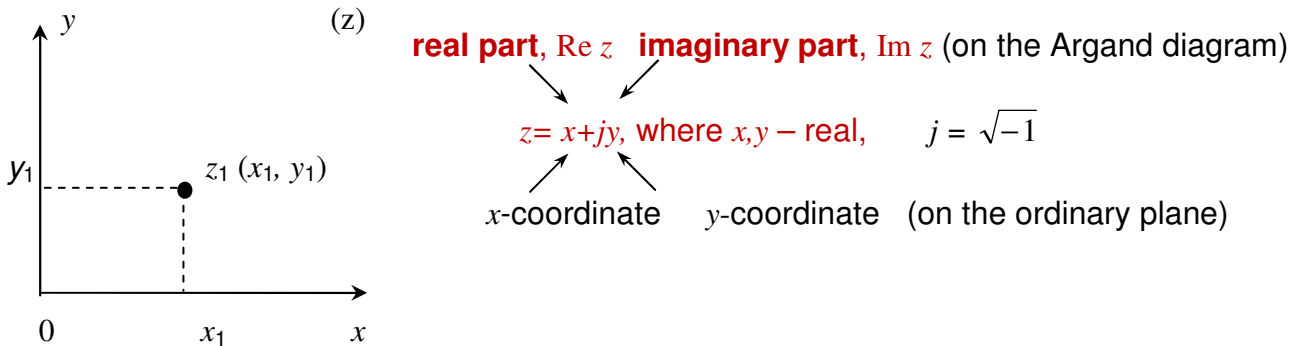 y
(z)
real part, Re z imaginary part, Im z (on the Argand diagram)
z= x+jy, where x,y – real, j = √−1
y₁
z₁ (x₁, y₁)
x-coordinate y-coordinate (on the ordinary plane)
0 x₁ x